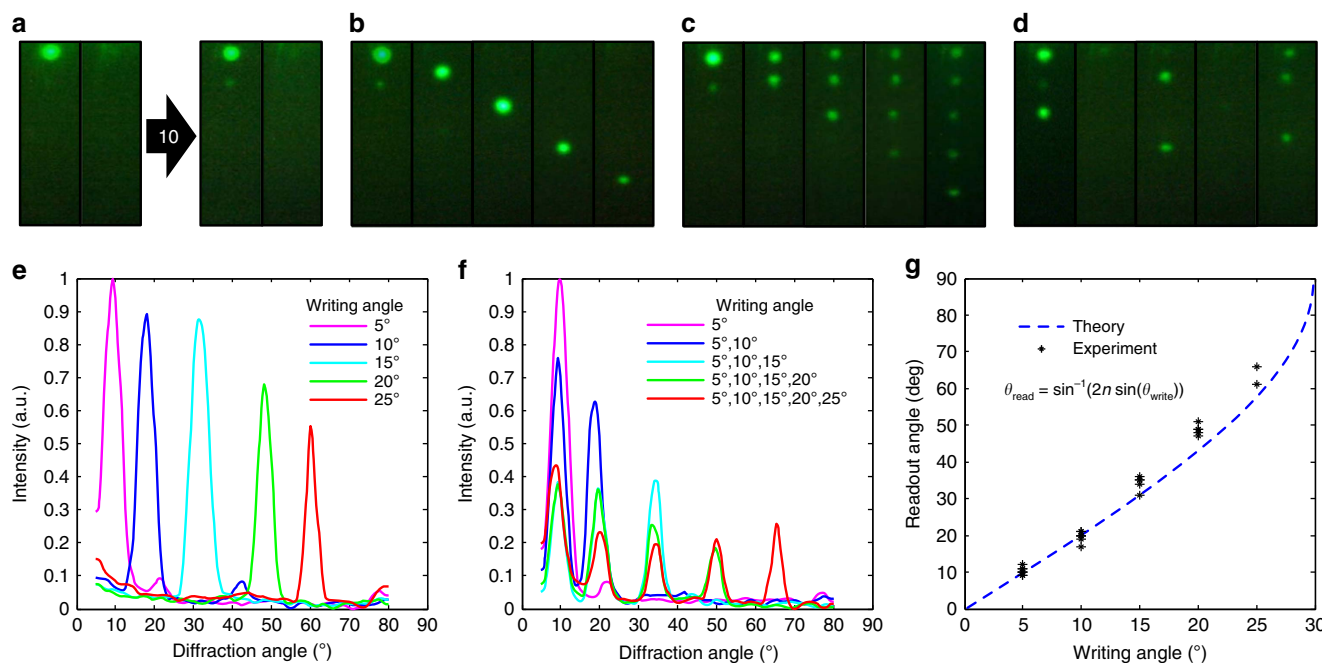 a
b
c
d
10
e
1
0.9
0.8
0.7
0.6
0.5
0.4
0.3
0.2
0.1
0
Intensity (a.u.)
Writing angle
5°
10°
15°
20°
25°
0 10 20 30 40 50 60 70 80 90
Diffraction angle (°)
f
1
0.9
0.8
0.7
0.6
0.5
0.4
0.3
0.2
0.1
0
Intensity (a.u.)
Writing angle
5°
5°,10°
5°,10°,15°
5°,10°,15°,20°
5°,10°,15°,20°,25°
0 10 20 30 40 50 60 70 80 90
Diffraction angle (°)
g
90
80
70
60
50
40
30
20
10
0
Readout angle (deg)
Theory
Experiment
θread = sin⁻¹(2n sin(θwrite))
0 5 10 15 20 25 30
Writing angle (°)